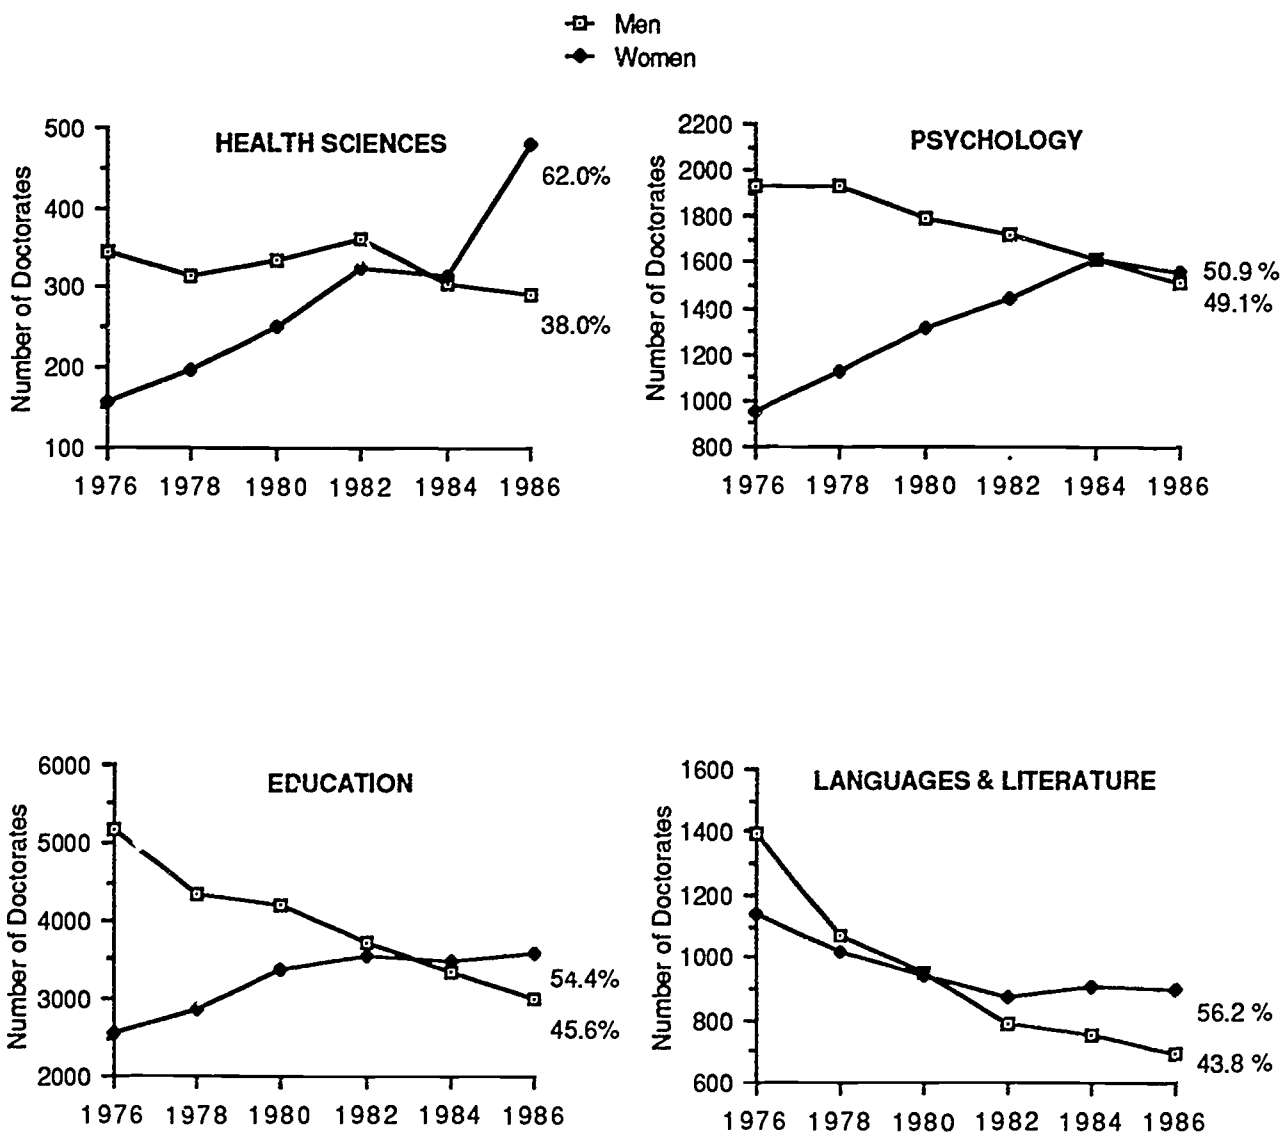 Men
Women
HEALTH SCIENCES
Number of Doctorates
500
400
300
200
100
62.0%
38.0%
1976 1978 1980 1982 1984 1986
PSYCHOLOGY
Number of Doctorates
2200
2000
1800
1600
1400
1200
1000
800
50.9 %
49.1%
1976 1978 1980 1982 1984 1986
EDUCATION
Number of Doctorates
6000
5000
4000
3000
2000
54.4%
45.6%
1976 1978 1980 1982 1984 1986
LANGUAGES & LITERATURE
Number of Doctorates
1600
1400
1200
1000
800
600
56.2 %
43.8 %
1976 1978 1980 1982 1984 1986